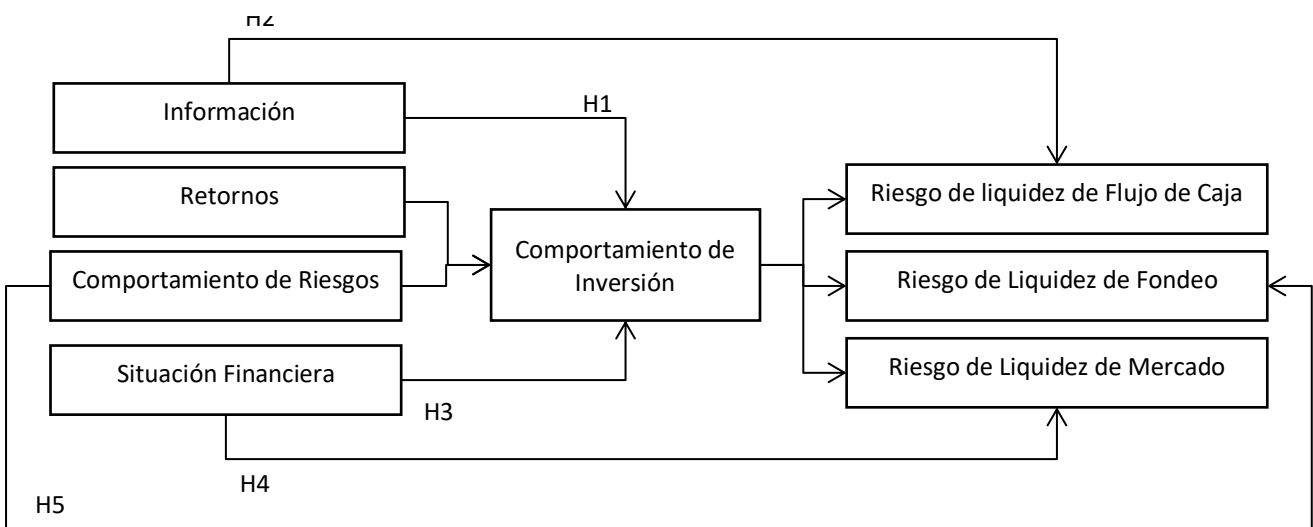 H2
Información
H1
Retornos
Riesgo de liquidez de Flujo de Caja
Comportamiento de
Inversión
Comportamiento de Riesgos
Riesgo de Liquidez de Fondeo
Situación Financiera
Riesgo de Liquidez de Mercado
H3
H4
H5